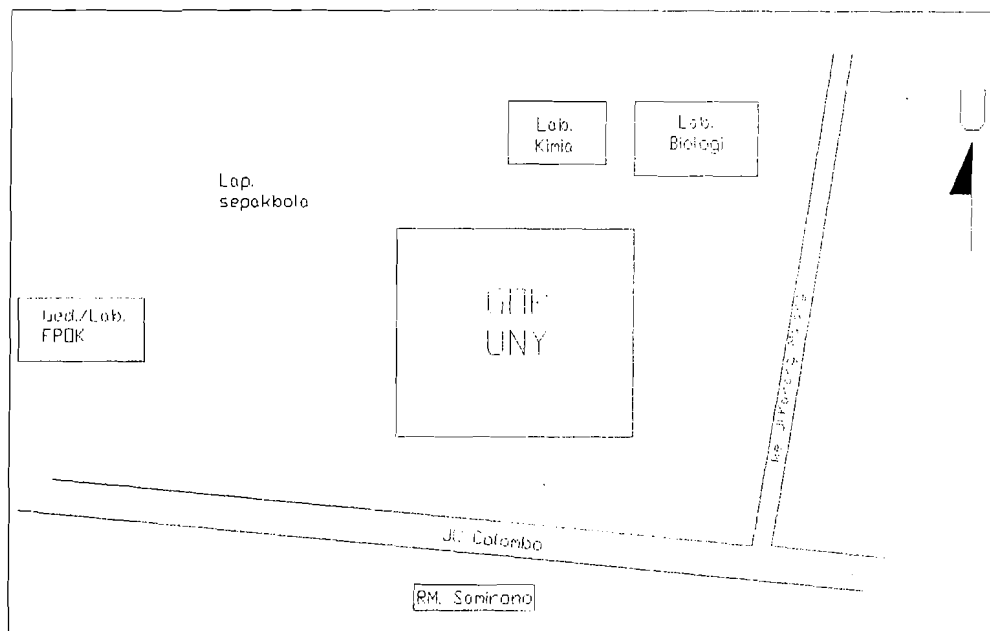 Lab.
Kimia
Lab.
Biologi
U
Lap.
sepakbola
GOR
UNY
Ged./Lab.
FPOK
Jl. Colombo
RM. Samirono